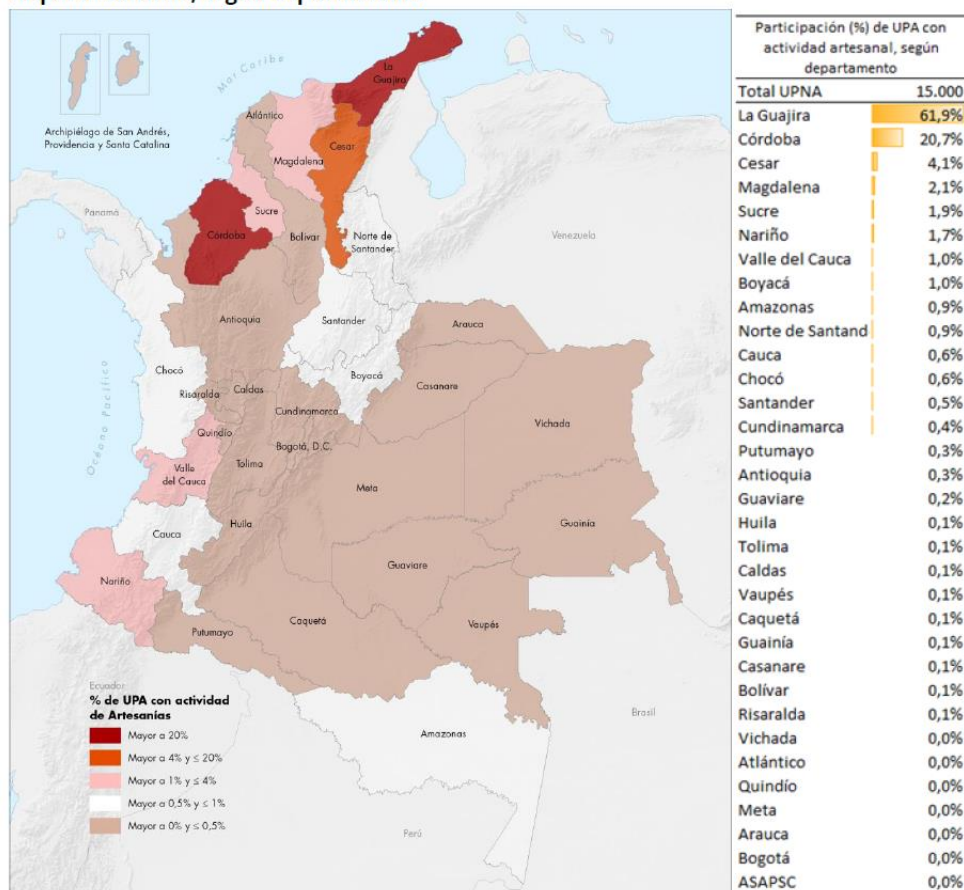 Mar Caribe
La
Guajira
Atlántico
Archipiélago de San Andrés,
Providencia y Santa Catalina
Magdalena
Cesar
Panamá
Sucre
Córdoba
Bolívar
Norte de
Santander
Venezuela
Antioquia
Santander
Arauca
Océano Pacífico
Chocó
Boyacá
Casanare
Risaralda
Caldas
Cundinamarca
Vichada
Quindío
Bogotá, D.C.
Valle
del Cauca
Tolima
Meta
Cauca
Huila
Guainía
Nariño
Guaviare
Putumayo
Caquetá
Vaupés
Ecuador
Brasil
Amazonas
Perú
% de UPA con actividad
de Artesanías
Mayor a 20%
Mayor a 4% y ≤ 20%
Mayor a 1% y ≤ 4%
Mayor a 0,5% y ≤ 1%
Mayor a 0% y ≤ 0,5%
Participación (%) de UPA con
actividad artesanal, según
departamento
Total UPNA 15.000
La Guajira 61,9%
Córdoba 20,7%
Cesar 4,1%
Magdalena 2,1%
Sucre 1,9%
Nariño 1,7%
Valle del Cauca 1,0%
Boyacá 1,0%
Amazonas 0,9%
Norte de Santand 0,9%
Cauca 0,6%
Chocó 0,6%
Santander 0,5%
Cundinamarca 0,4%
Putumayo 0,3%
Antioquia 0,3%
Guaviare 0,2%
Huila 0,1%
Tolima 0,1%
Caldas 0,1%
Vaupés 0,1%
Caquetá 0,1%
Guainía 0,1%
Casanare 0,1%
Bolívar 0,1%
Risaralda 0,1%
Vichada 0,0%
Atlántico 0,0%
Quindío 0,0%
Meta 0,0%
Arauca 0,0%
Bogotá 0,0%
ASAPSC 0,0%